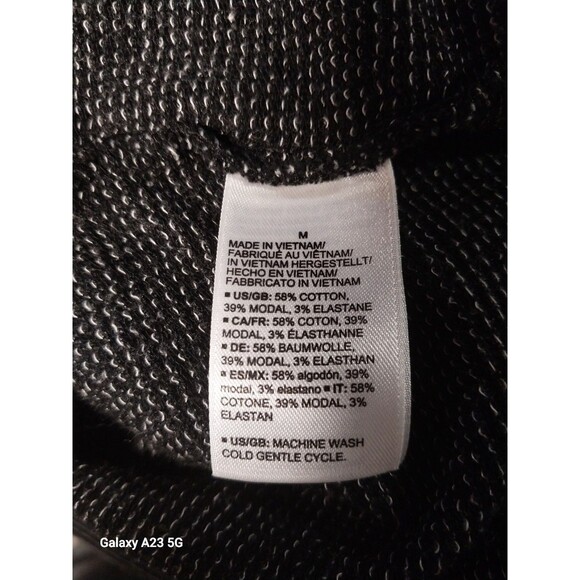 M
MADE IN VIETNAM/
FABRIQUÉ AU VIÊTNAM/
IN VIETNAM HERGESTELLT/
HECHO EN VIETNAM/
FABBRICATO IN VIETNAM
▪ US/GB: 58% COTTON,
39% MODAL, 3% ELASTANE
▪ CA/FR: 58% COTON, 39%
MODAL, 3% ÉLASTHANNE
▪ DE: 58% BAUMWOLLE,
39% MODAL, 3% ELASTHAN
▪ ES/MX: 58% algodón, 39%
modal, 3% elastano ▪ IT: 58%
COTONE, 39% MODAL, 3%
ELASTAN
▪ US/GB: MACHINE WASH
COLD GENTLE CYCLE.
Galaxy A23 5G